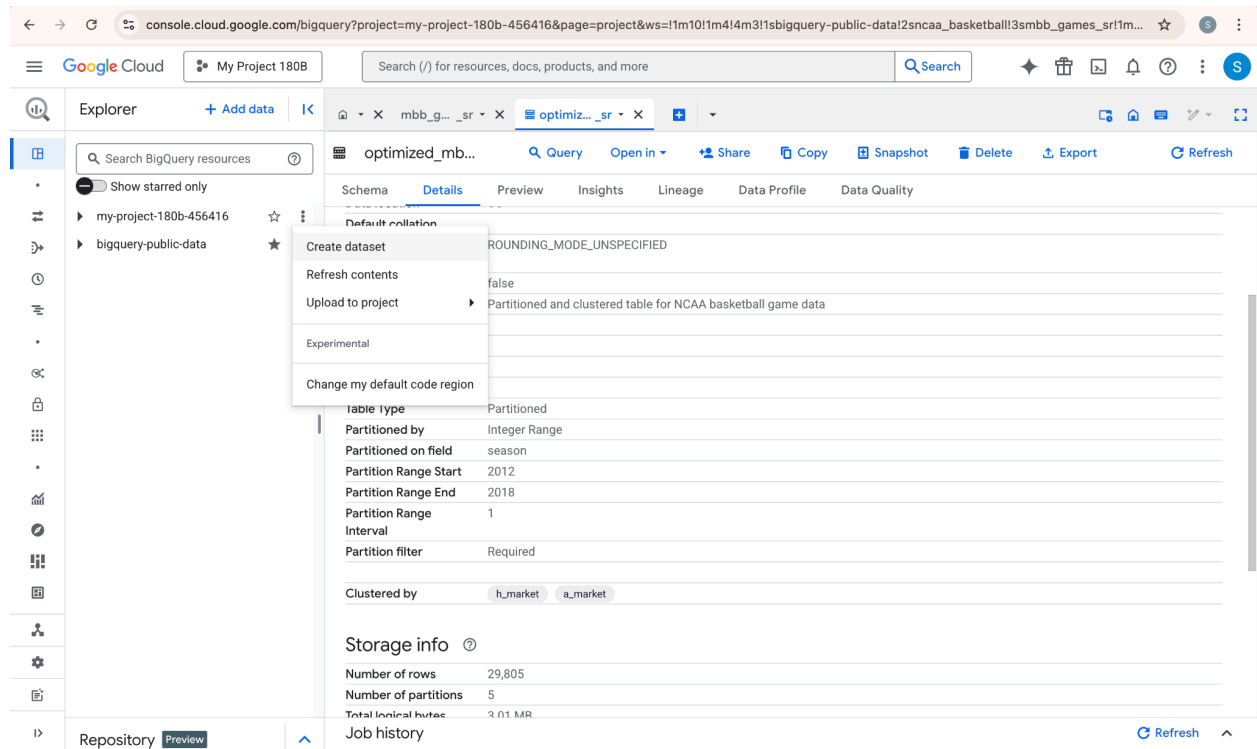 console.cloud.google.com/bigquery?project=my-project-180b-456416&page=project&ws=!1m10!1m4!4m3!1sbigquery-public-data!2sncaa_basketball!3smbb_games_sr!1m...
S
Google Cloud
My Project 180B
Search (/) for resources, docs, products, and more
Search
S
Explorer
+ Add data
mbb_g... _sr
optimiz... _sr
Search BigQuery resources
optimized_mb...
Query
Open in
Share
Copy
Snapshot
Delete
Export
Refresh
Show starred only
Schema
Details
Preview
Insights
Lineage
Data Profile
Data Quality
my-project-180b-456416
bigquery-public-data
Create dataset
Refresh contents
Upload to project
Experimental
Change my default code region
Default collation
ROUNDING_MODE_UNSPECIFIED
false
Partitioned and clustered table for NCAA basketball game data
Table Type Partitioned
Partitioned by Integer Range
Partitioned on field season
Partition Range Start 2012
Partition Range End 2018
Partition Range 1
Interval
Partition filter Required
Clustered by h_market a_market
Storage info
Number of rows 29,805
Number of partitions 5
Total logical bytes 3.01 MB
Repository Preview
Job history
Refresh